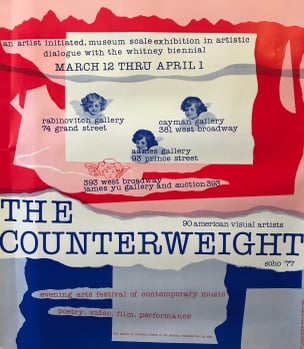 an artist initiated, museum scale exhibition in artistic
dialogue with the whitney biennial
MARCH 12 THRU APRIL 1
rabinovitch gallery
74 grand street
cayman gallery
381 west broadway
aames gallery
93 prince street
393 west broadway
james yu gallery and auction 393
THE
90 american visual artists
COUNTERWEIGHT
soho '77
evening arts festival of contemporary music
poetry, video, film, performance